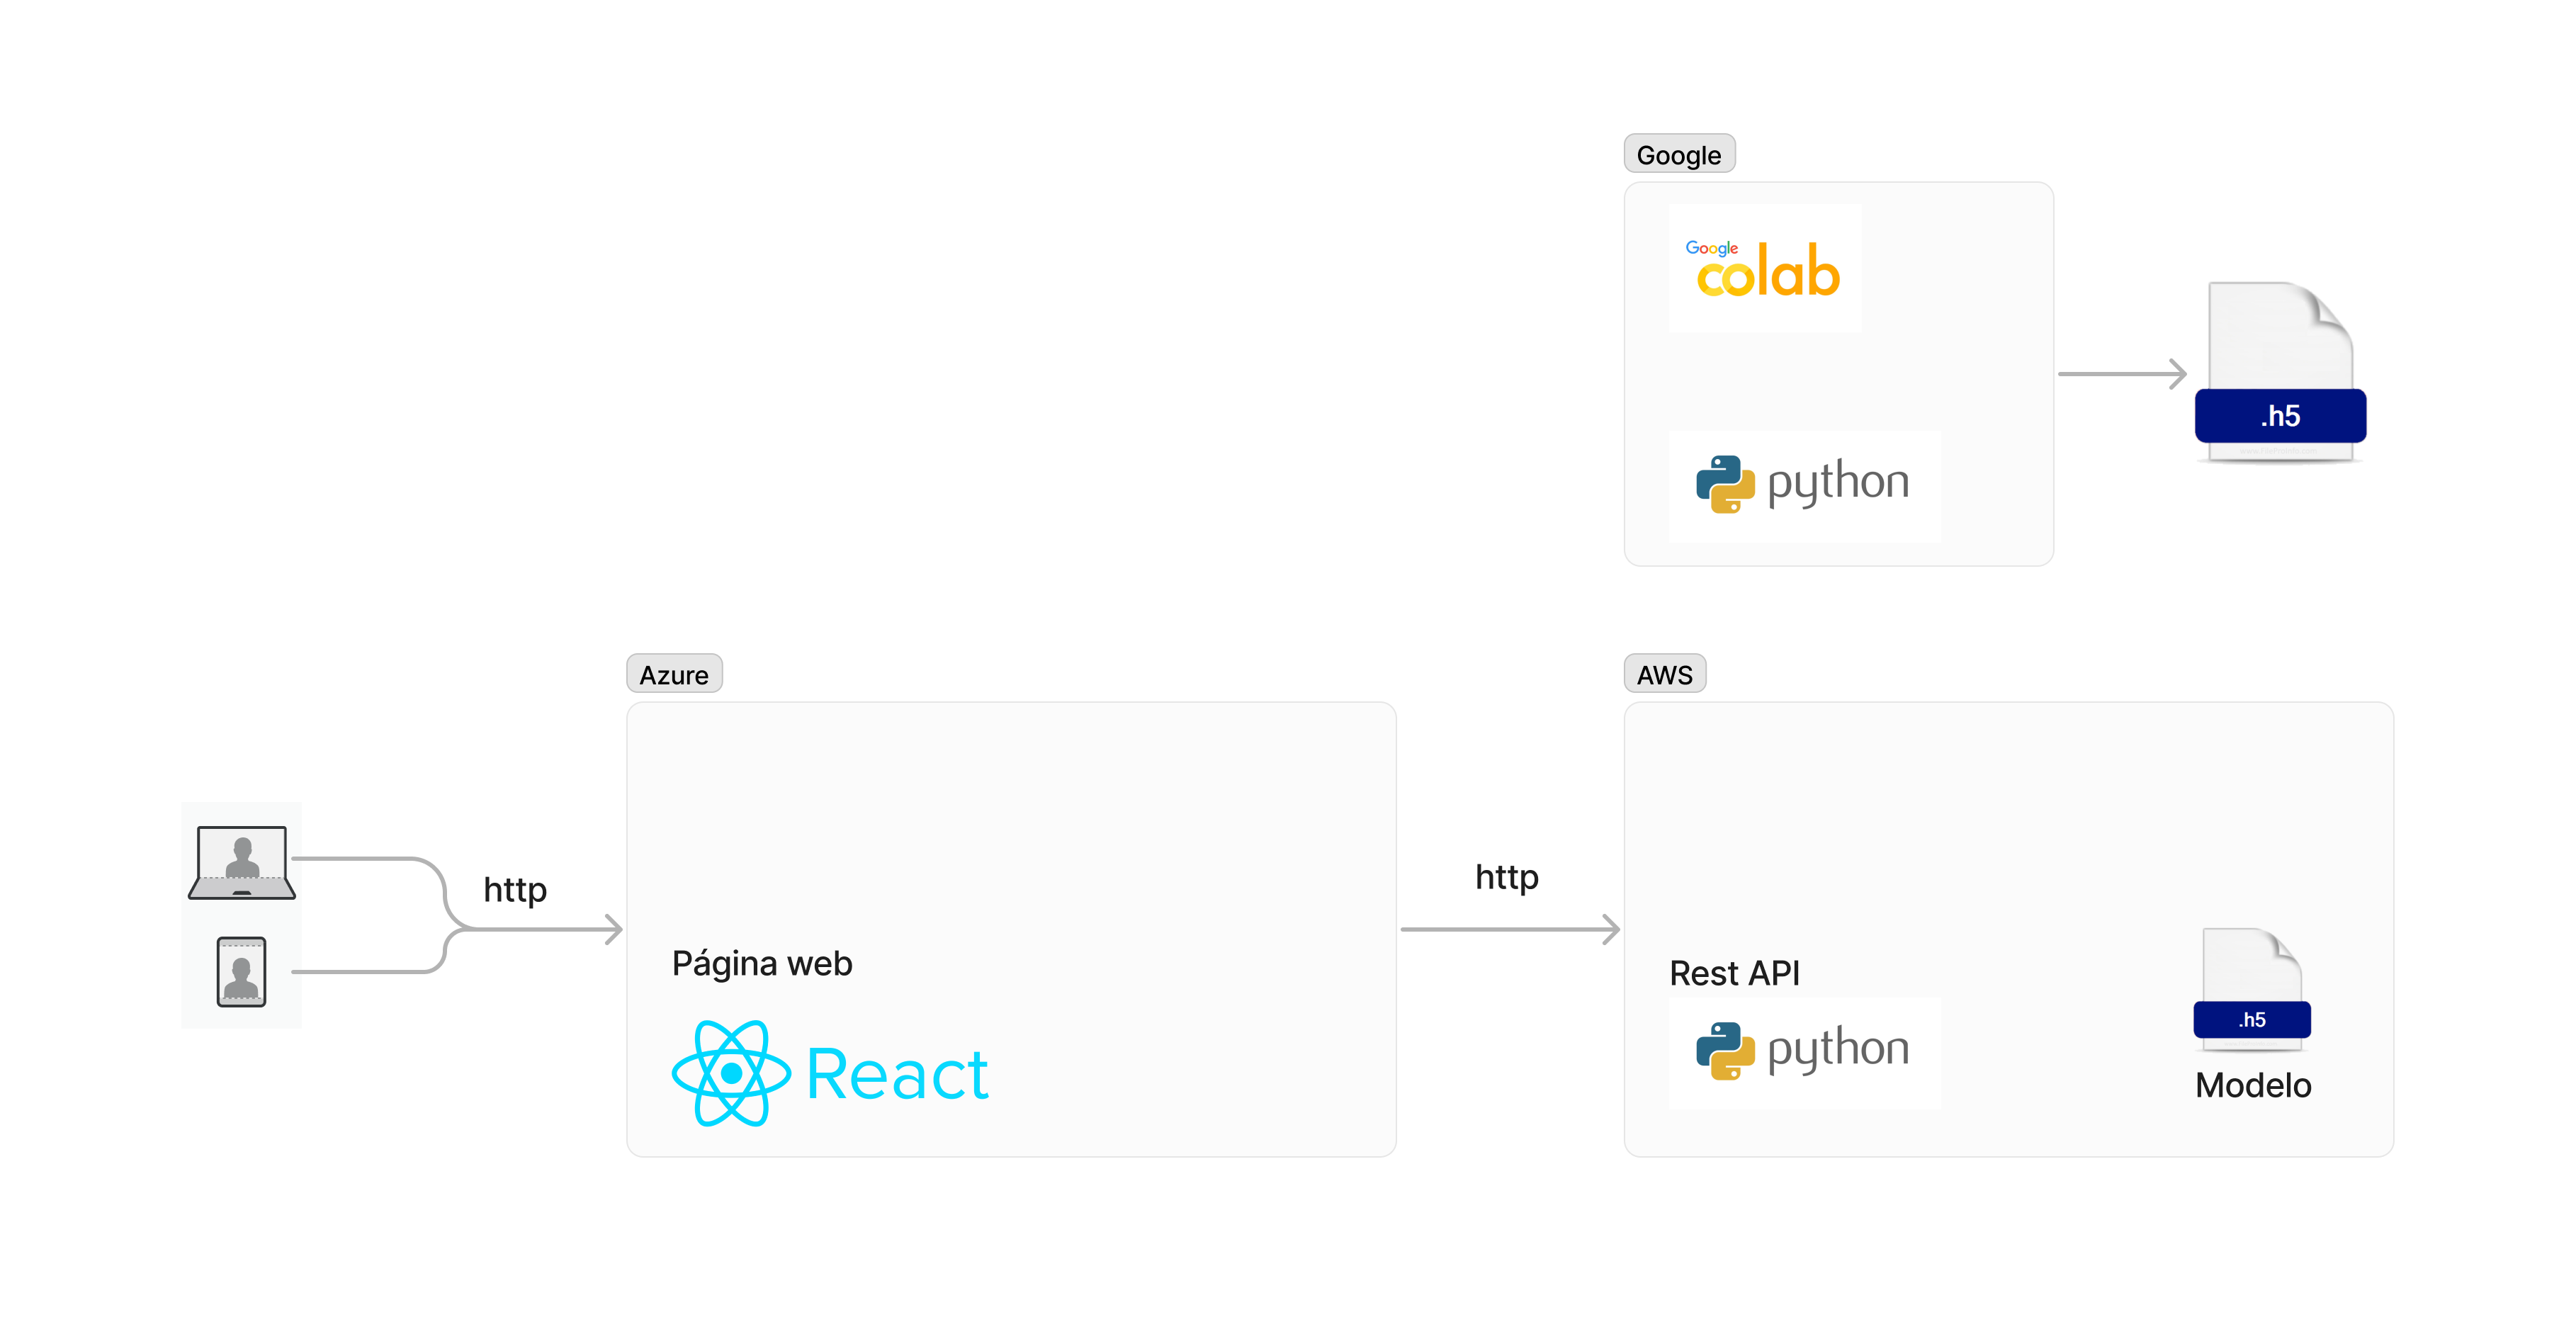 Google
Google
colab
.h5
python
Azure
AWS
http
http
Página web
Rest API
React
python
.h5
Modelo